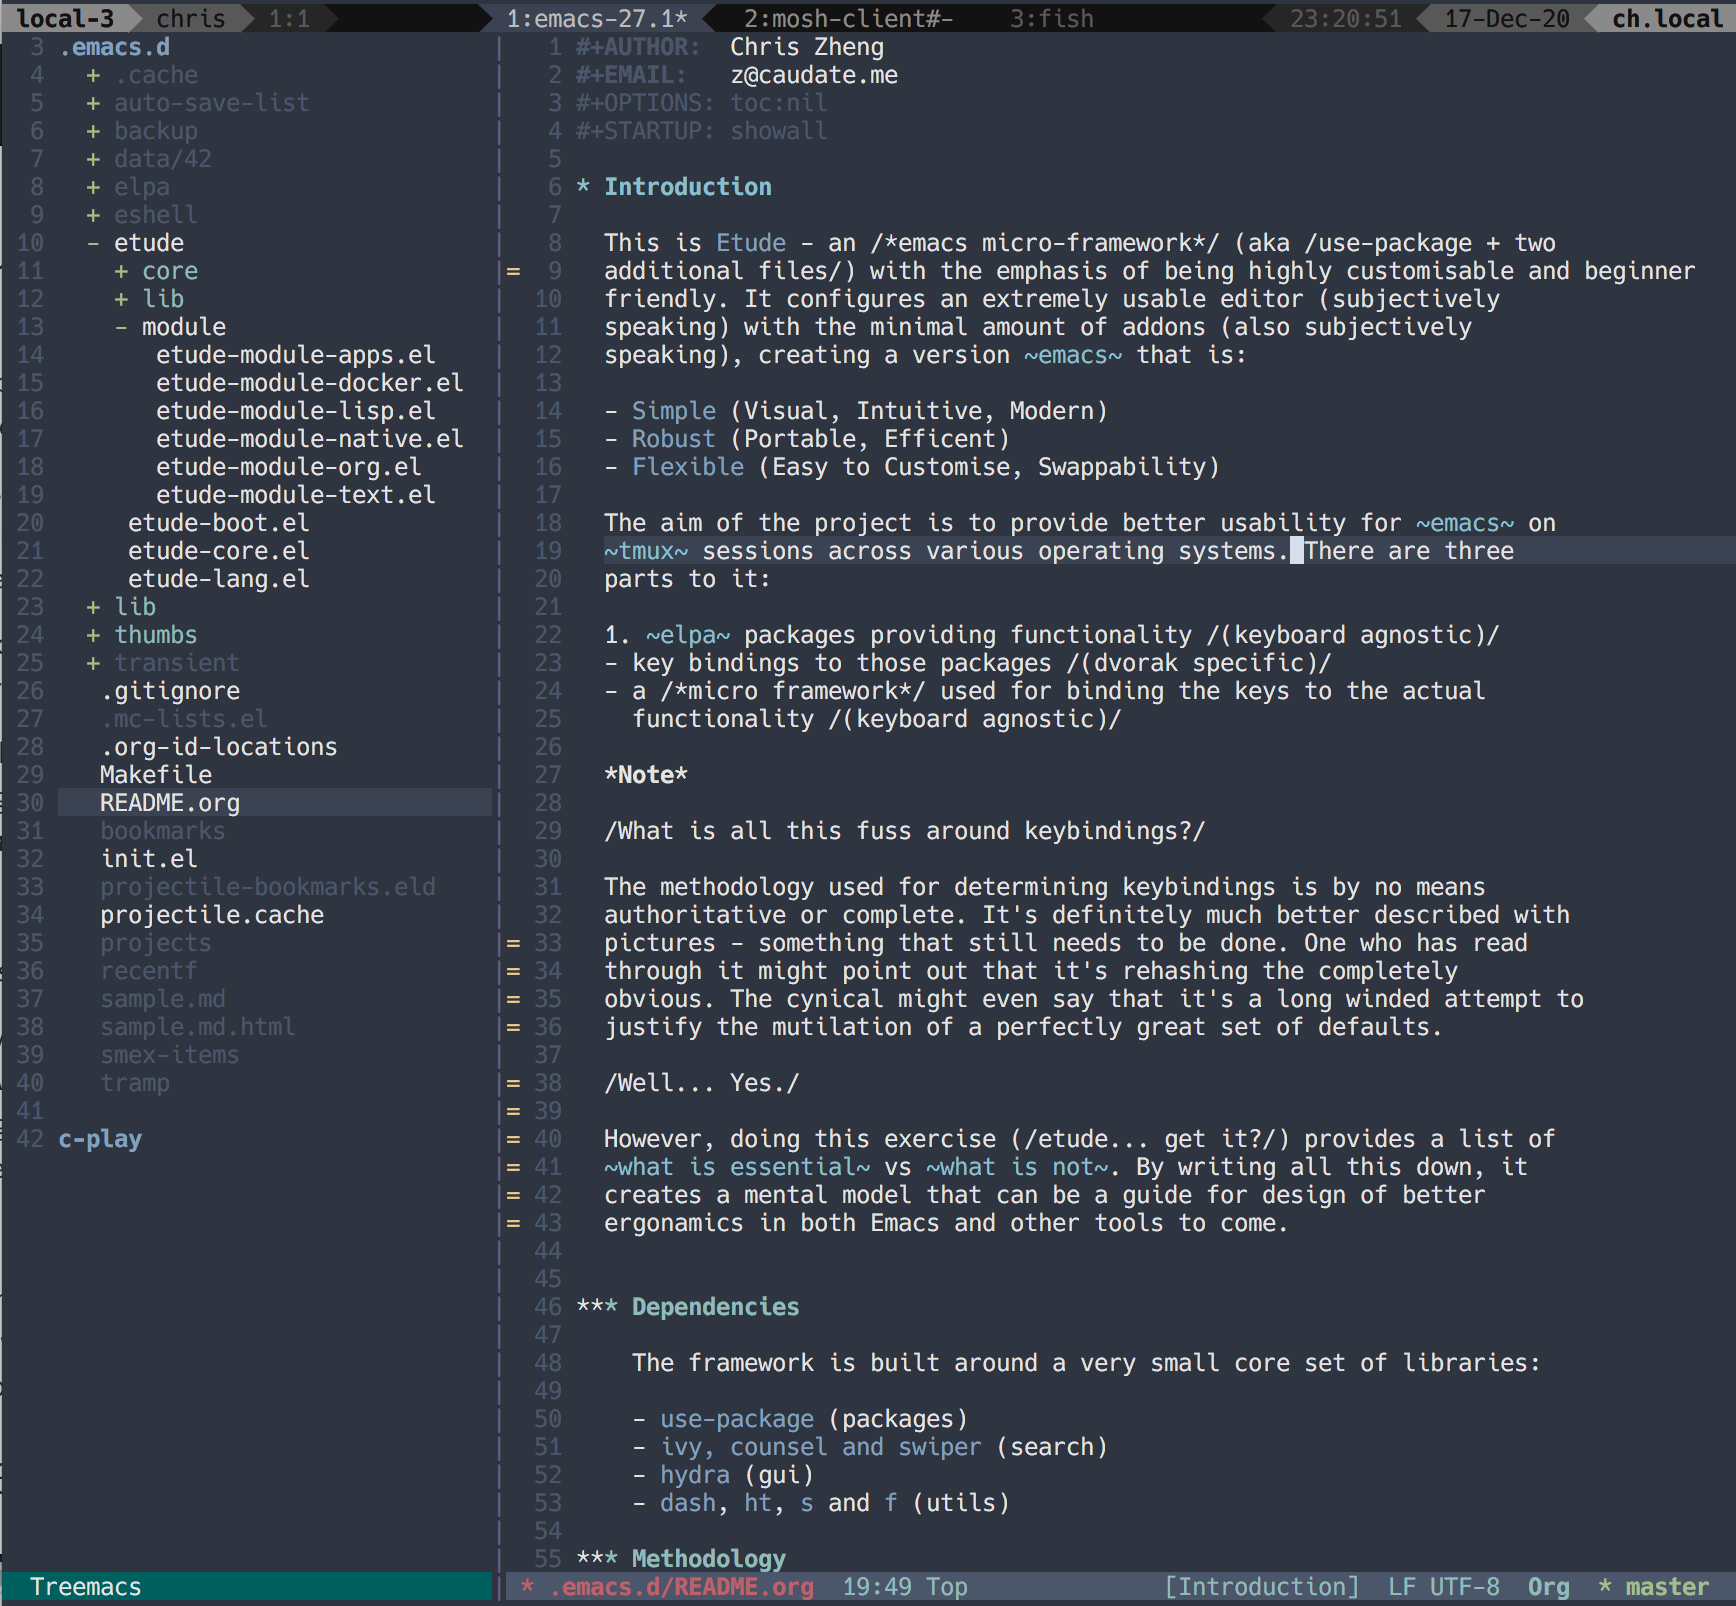 local-3 chris 1:1 1:emacs-27.1* 2:mosh-client#- 3:fish 23:20:51 17-Dec-20 ch.local
3 .emacs.d
4 + .cache
5 + auto-save-list
6 + backup
7 + data/42
8 + elpa
9 + eshell
10 - etude
11 + core
12 + lib
13 - module
14 etude-module-apps.el
15 etude-module-docker.el
16 etude-module-lisp.el
17 etude-module-native.el
18 etude-module-org.el
19 etude-module-text.el
20 etude-boot.el
21 etude-core.el
22 etude-lang.el
23 + lib
24 + thumbs
25 + transient
26 .gitignore
27 .mc-lists.el
28 .org-id-locations
29 Makefile
30 README.org
31 bookmarks
32 init.el
33 projectile-bookmarks.eld
34 projectile.cache
35 projects
36 recentf
37 sample.md
38 sample.md.html
39 smex-items
40 tramp
41
42 c-play
Treemacs
1 #+AUTHOR: Chris Zheng
2 #+EMAIL: z@caudate.me
3 #+OPTIONS: toc:nil
4 #+STARTUP: showall
5
6 * Introduction
7
8 This is Etude - an /*emacs micro-framework*/ (aka /use-package + two
= 9 additional files/) with the emphasis of being highly customisable and beginner
10 friendly. It configures an extremely usable editor (subjectively
11 speaking) with the minimal amount of addons (also subjectively
12 speaking), creating a version ~emacs~ that is:
13
14 - Simple (Visual, Intuitive, Modern)
15 - Robust (Portable, Efficent)
16 - Flexible (Easy to Customise, Swappability)
17
18 The aim of the project is to provide better usability for ~emacs~ on
19 ~tmux~ sessions across various operating systems. There are three
20 parts to it:
21
22 1. ~elpa~ packages providing functionality /(keyboard agnostic)/
23 - key bindings to those packages /(dvorak specific)/
24 - a /*micro framework*/ used for binding the keys to the actual
25 functionality /(keyboard agnostic)/
26
27 *Note*
28
29 /What is all this fuss around keybindings?/
30
31 The methodology used for determining keybindings is by no means
32 authoritative or complete. It's definitely much better described with
= 33 pictures - something that still needs to be done. One who has read
= 34 through it might point out that it's rehashing the completely
= 35 obvious. The cynical might even say that it's a long winded attempt to
= 36 justify the mutilation of a perfectly great set of defaults.
37
= 38 /Well... Yes./
= 39
= 40 However, doing this exercise (/etude... get it?/) provides a list of
= 41 ~what is essential~ vs ~what is not~. By writing all this down, it
= 42 creates a mental model that can be a guide for design of better
= 43 ergonamics in both Emacs and other tools to come.
44
45
46 *** Dependencies
47
48 The framework is built around a very small core set of libraries:
49
50 - use-package (packages)
51 - ivy, counsel and swiper (search)
52 - hydra (gui)
53 - dash, ht, s and f (utils)
54
55 *** Methodology
* .emacs.d/README.org 19:49 Top [Introduction] LF UTF-8 Org * master